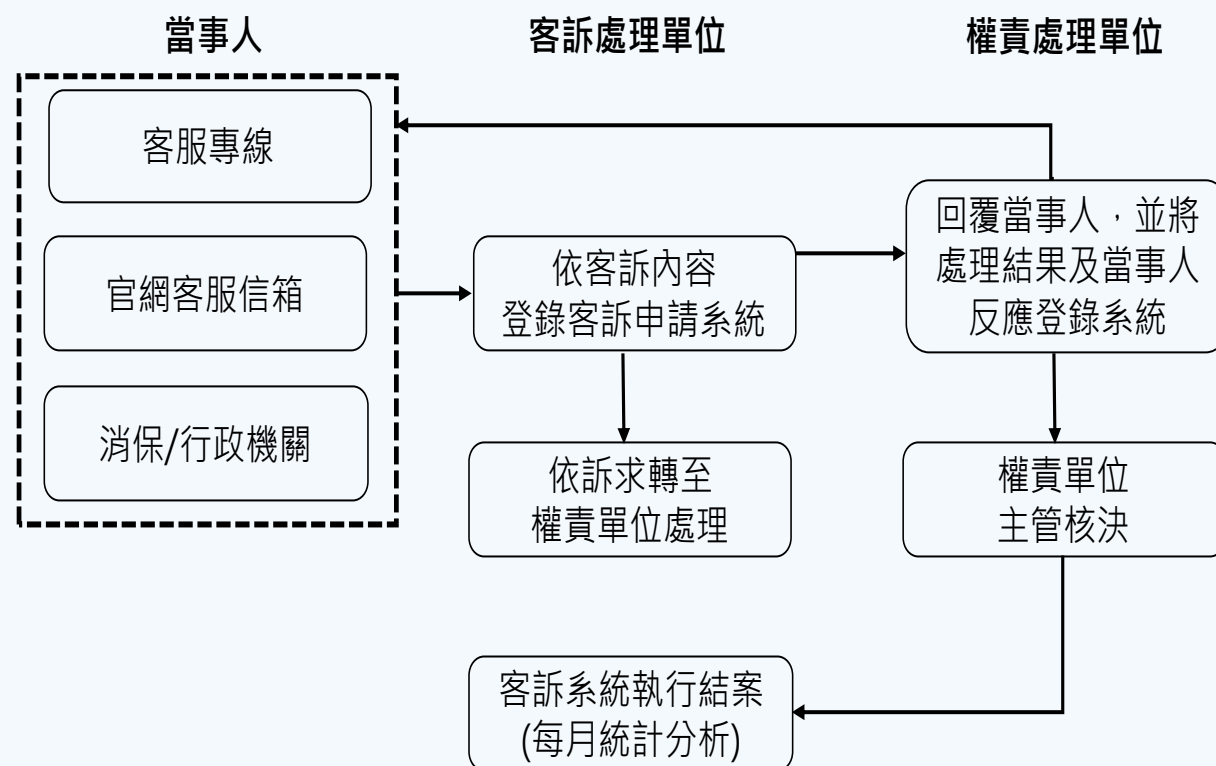 當事人
客訴處理單位
權責處理單位
客服專線
官網客服信箱
消保/行政機關
依客訴內容
登錄客訴申請系統
回覆當事人，並將
處理結果及當事人
反應登錄系統
依訴求轉至
權責單位處理
權責單位
主管核決
客訴系統執行結案
(每月統計分析)